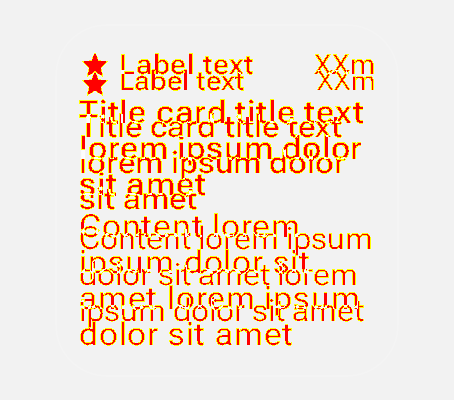 ★ Label text XXm
★ Label text XXm
Title card title text
Title card title text
lorem ipsum dolor
lorem ipsum dolor
sit amet
sit amet
Content lorem
Content lorem ipsum
ipsum dolor sit
dolor sit amet lorem
amet lorem ipsum
ipsum dolor sit amet
dolor sit amet